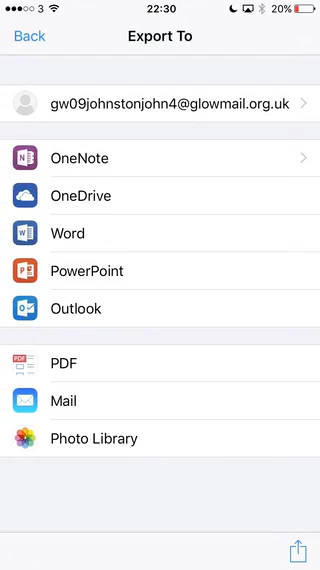 3 22:30 20%
Back Export To
gw09johnstonjohn4@glowmail.org.uk
N OneNote
OneDrive
W Word
P PowerPoint
O Outlook
PDF PDF
Mail
Photo Library